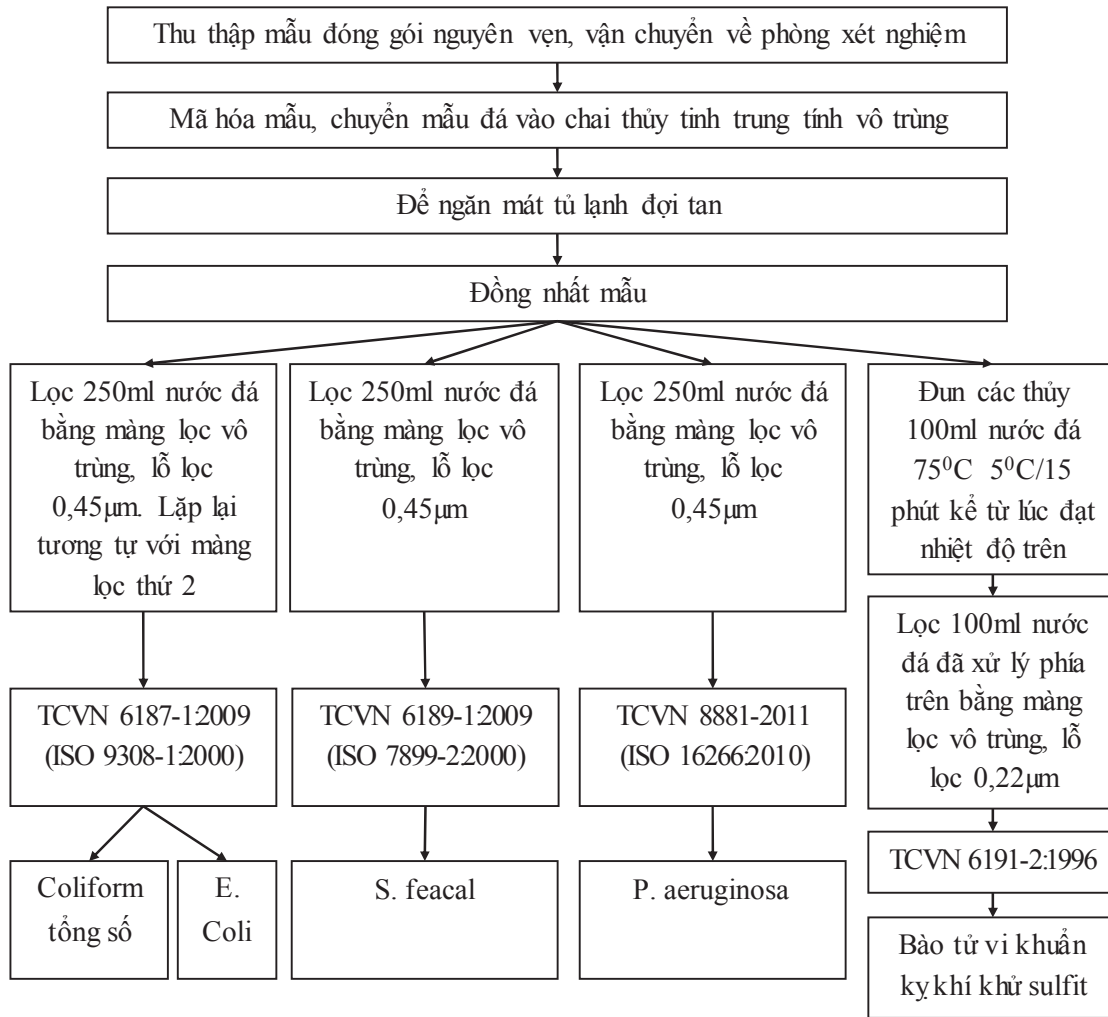 Thu thập mẫu đóng gói nguyên vẹn, vận chuyển về phòng xét nghiệm
Mã hóa mẫu, chuyển mẫu đá vào chai thủy tinh trung tính vô trùng
Để ngăn mát tủ lạnh đợi tan
Đồng nhất mẫu
Lọc 250ml nước đá
bằng màng lọc vô
trùng, lỗ lọc
0,45μm. Lặp lại
tương tự với màng
lọc thứ 2
Lọc 250ml nước đá
bằng màng lọc vô
trùng, lỗ lọc
0,45μm
Lọc 250ml nước đá
bằng màng lọc vô
trùng, lỗ lọc
0,45μm
Đun các thủy
100ml nước đá
75⁰C 5⁰C/15
phút kể từ lúc đạt
nhiệt độ trên
Lọc 100ml nước
đá đã xử lý phía
trên bằng màng
lọc vô trùng, lỗ
lọc 0,22μm
TCVN 6187-1:2009
(ISO 9308-1:2000)
TCVN 6189-1:2009
(ISO 7899-2:2000)
TCVN 8881-2011
(ISO 16266:2010)
TCVN 6191-2:1996
Coliform
tổng số
E.
Coli
S. feacal
P. aeruginosa
Bào tử vi khuẩn
kỵ khí khử sulfit